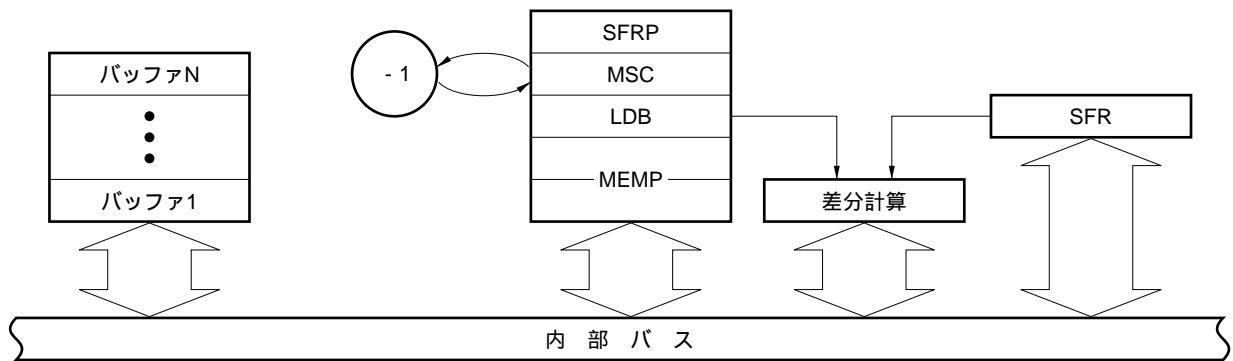 バッファN
バッファ1
- 1
SFRP
MSC
LDB
MEMP
差分計算
SFR
内 部 バ ス